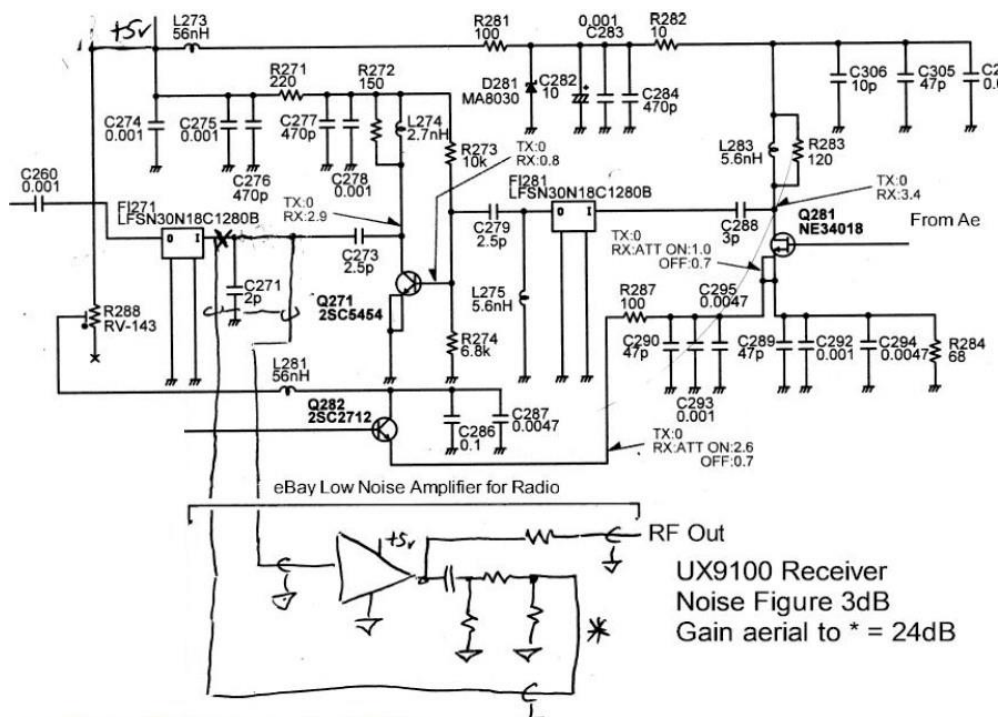 +5v
L273
56nH
R281
100
0,001
C283
R282
10
R271
220
R272
150
D281
MA8030
C282
10
C284
470p
C306
10p
C305
47p
C274
0.001
C275
0.001
C277
470p
L274
2.7nH
R273
10k
TX:0
RX:0.8
L283
5.6nH
R283
120
C276
470p
C278
0.001
C260
0.001
FI271
LFSN30N18C1280B
O I
TX:0
RX:2.9
C279
2.5p
FI281
LFSN30N18C1280B
O I
C288
3p
TX:0
RX:3.4
Q281
NE34018
From Ae
TX:0
RX:ATT ON:1.0
OFF:0.7
C273
2.5p
C271
2p
Q271
2SC5454
L275
5.6nH
R287
100
C295
0.0047
R288
RV-143
R274
6.8k
C290
47p
C293
0.001
C289
47p
C292
0.001
C294
0.0047
R284
68
L281
56nH
Q282
2SC2712
C286
0.1
C287
0.0047
TX:0
RX:ATT ON:2.6
OFF:0.7
eBay Low Noise Amplifier for Radio
+5v
RF Out
UX9100 Receiver
Noise Figure 3dB
Gain aerial to * = 24dB
*